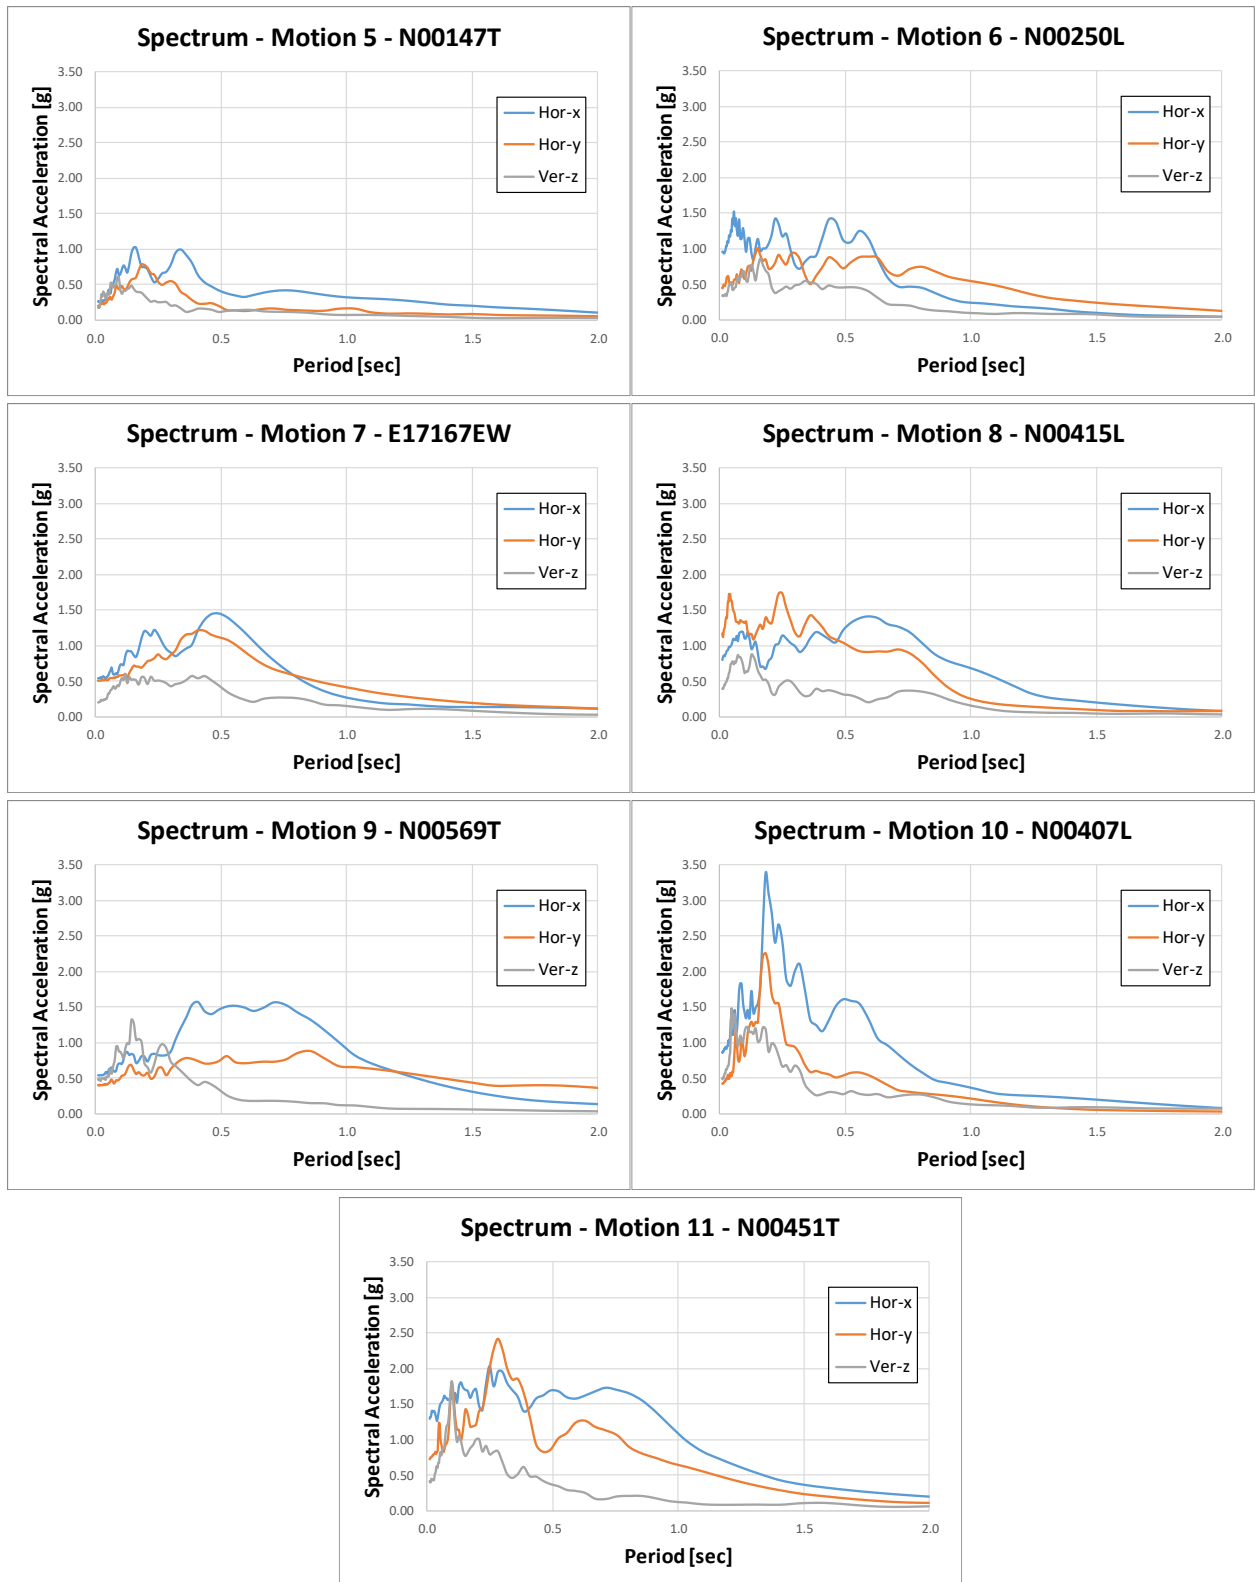 Spectrum - Motion 5 - N00147T
Spectral Acceleration [g]
3.50
3.00
2.50
2.00
1.50
1.00
0.50
0.00
0.0 0.5 1.0 1.5 2.0
Period [sec]
Hor-x
Hor-y
Ver-z
Spectrum - Motion 6 - N00250L
Spectral Acceleration [g]
3.50
3.00
2.50
2.00
1.50
1.00
0.50
0.00
0.0 0.5 1.0 1.5 2.0
Period [sec]
Hor-x
Hor-y
Ver-z
Spectrum - Motion 7 - E17167EW
Spectral Acceleration [g]
3.50
3.00
2.50
2.00
1.50
1.00
0.50
0.00
0.0 0.5 1.0 1.5 2.0
Period [sec]
Hor-x
Hor-y
Ver-z
Spectrum - Motion 8 - N00415L
Spectral Acceleration [g]
3.50
3.00
2.50
2.00
1.50
1.00
0.50
0.00
0.0 0.5 1.0 1.5 2.0
Period [sec]
Hor-x
Hor-y
Ver-z
Spectrum - Motion 9 - N00569T
Spectral Acceleration [g]
3.50
3.00
2.50
2.00
1.50
1.00
0.50
0.00
0.0 0.5 1.0 1.5 2.0
Period [sec]
Hor-x
Hor-y
Ver-z
Spectrum - Motion 10 - N00407L
Spectral Acceleration [g]
3.50
3.00
2.50
2.00
1.50
1.00
0.50
0.00
0.0 0.5 1.0 1.5 2.0
Period [sec]
Hor-x
Hor-y
Ver-z
Spectrum - Motion 11 - N00451T
Spectral Acceleration [g]
3.50
3.00
2.50
2.00
1.50
1.00
0.50
0.00
0.0 0.5 1.0 1.5 2.0
Period [sec]
Hor-x
Hor-y
Ver-z